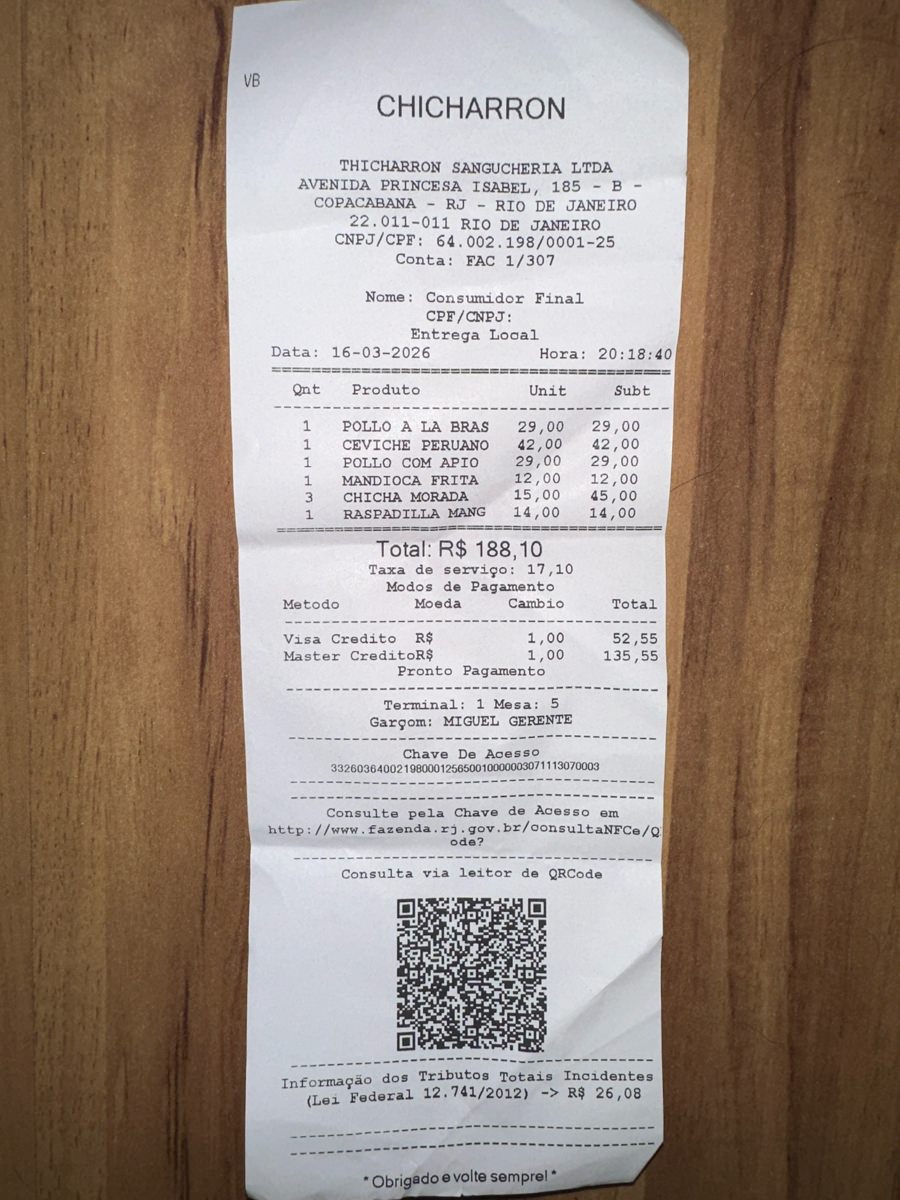 VB
CHICHARRON
THICHARRON SANGUCHERIA LTDA
AVENIDA PRINCESA ISABEL, 185 - B -
COPACABANA - RJ - RIO DE JANEIRO
22.011-011 RIO DE JANEIRO
CNPJ/CPF: 64.002.198/0001-25
Conta: FAC 1/307
Nome: Consumidor Final
CPF/CNPJ:
Entrega Local
Data: 16-03-2026 Hora: 20:18:40
Qnt Produto Unit Subt
1 POLLO A LA BRAS 29,00 29,00
1 CEVICHE PERUANO 42,00 42,00
1 POLLO COM APIO 29,00 29,00
1 MANDIOCA FRITA 12,00 12,00
3 CHICHA MORADA 15,00 45,00
1 RASPADILLA MANG 14,00 14,00
Total: R$ 188,10
Taxa de serviço: 17,10
Modos de Pagamento
Metodo Moeda Cambio Total
Visa Credito R$ 1,00 52,55
Master CreditoR$ 1,00 135,55
Pronto Pagamento
Terminal: 1 Mesa: 5
Garçom: MIGUEL GERENTE
Chave De Acesso
33260364002198000125650010000003071113070003
Consulte pela Chave de Acesso em
http://www.fazenda.rj.gov.br/consultaNFCe/Q
ode?
Consulta via leitor de QRCode
Informação dos Tributos Totais Incidentes
(Lei Federal 12.741/2012) -> R$ 26,08
* Obrigado e volte sempre! *